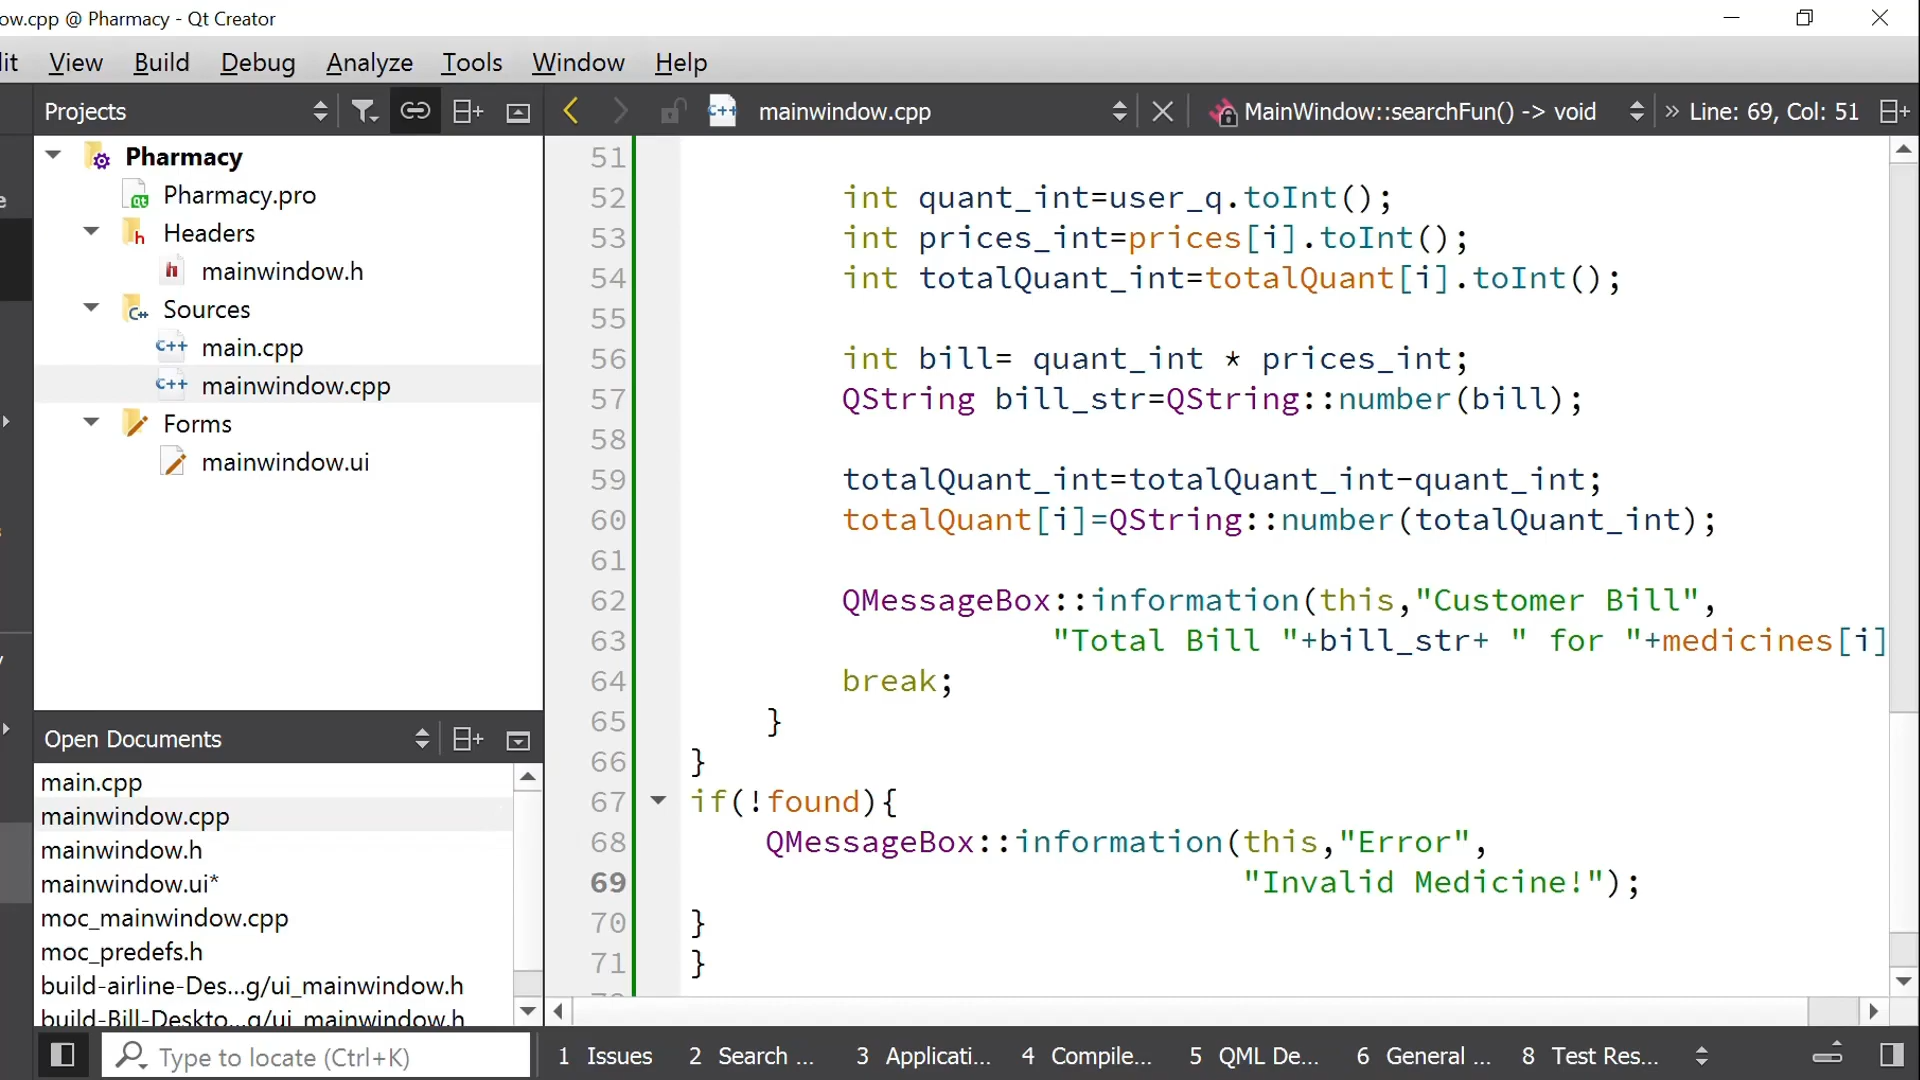 ow.cpp @ Pharmacy - Qt Creator
it View Build Debug Analyze Tools Window Help
Projects
mainwindow.cpp
MainWindow::searchFun() -> void
» Line: 69, Col: 51
Pharmacy
Pharmacy.pro
Headers
mainwindow.h
Sources
main.cpp
mainwindow.cpp
Forms
mainwindow.ui
Open Documents
main.cpp
mainwindow.cpp
mainwindow.h
mainwindow.ui*
moc_mainwindow.cpp
moc_predefs.h
build-airline-Des...g/ui_mainwindow.h
build-Bill-Deskto...g/ui_mainwindow.h
51
52 int quant_int=user_q.toInt();
53 int prices_int=prices[i].toInt();
54 int totalQuant_int=totalQuant[i].toInt();
55
56 int bill= quant_int * prices_int;
57 QString bill_str=QString::number(bill);
58
59 totalQuant_int=totalQuant_int-quant_int;
60 totalQuant[i]=QString::number(totalQuant_int);
61
62 QMessageBox::information(this,"Customer Bill",
63 "Total Bill "+bill_str+ " for "+medicines[i]
64 break;
65 }
66 }
67 if(!found){
68 QMessageBox::information(this,"Error",
69 "Invalid Medicine!");
70 }
71 }
Type to locate (Ctrl+K)
1 Issues 2 Search ... 3 Applicati... 4 Compile... 5 QML De... 6 General ... 8 Test Res...